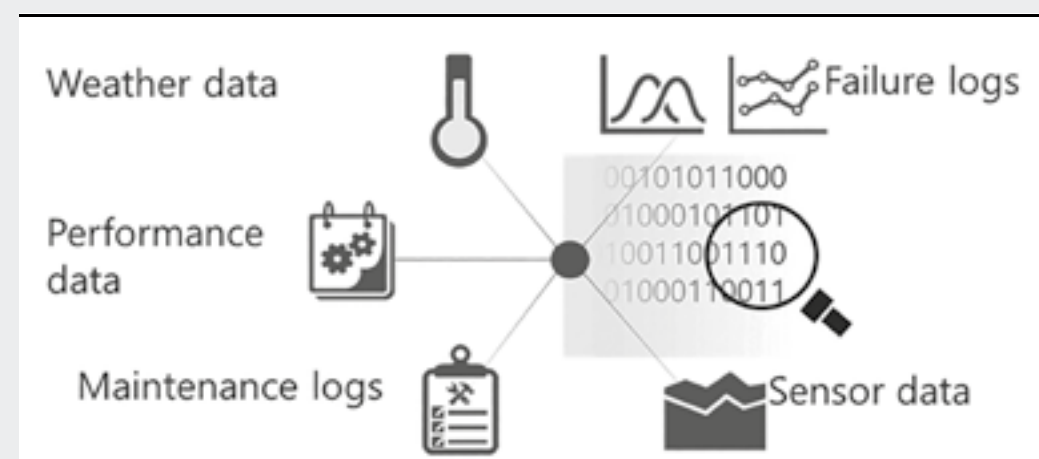 Weather data
Failure logs
00101011000
01000101101
10011001110
01000110011
Performance
data
Maintenance logs
Sensor data